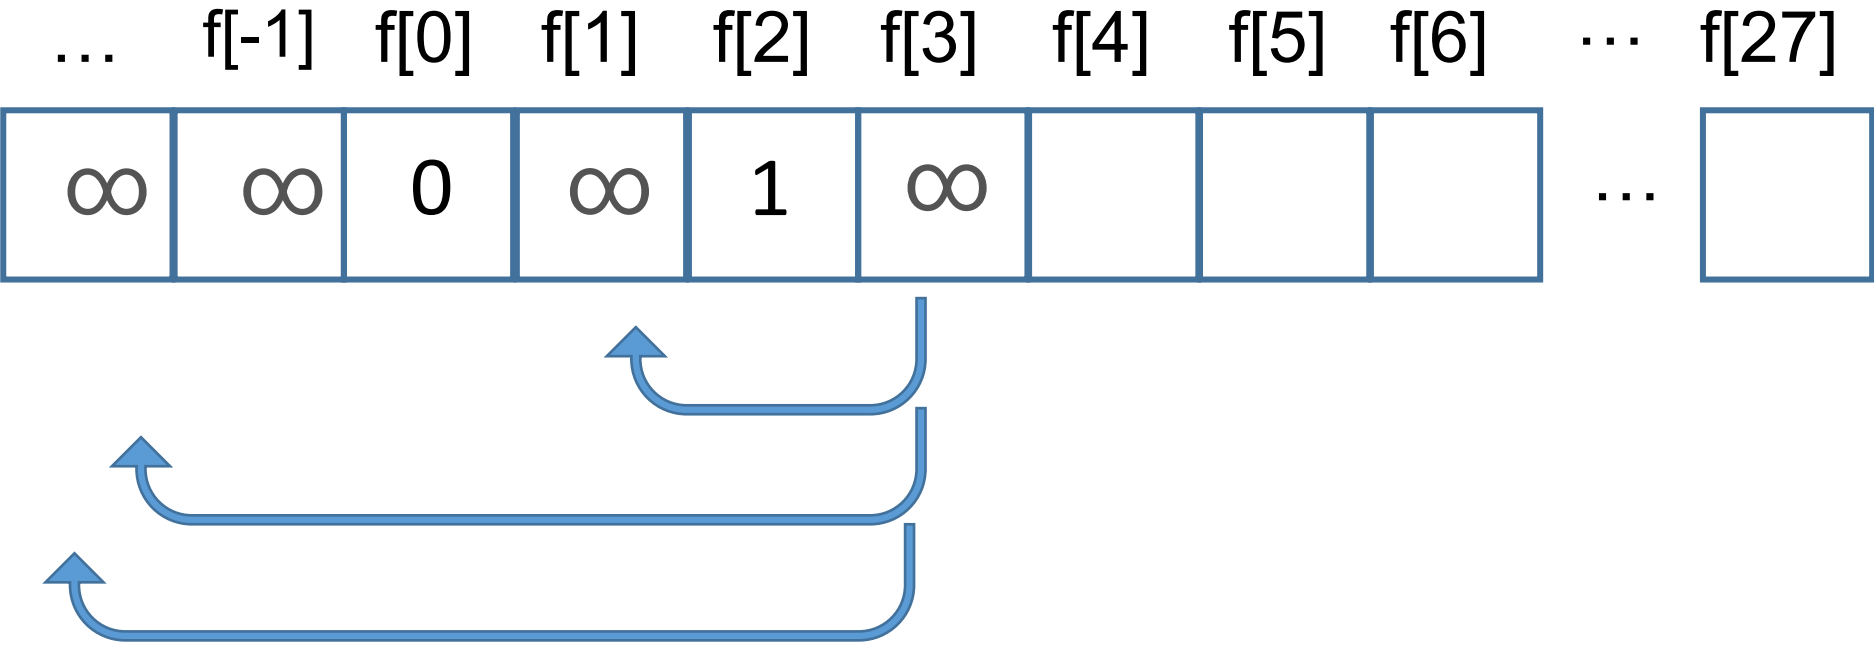 … f[-1] f[0] f[1] f[2] f[3] f[4] f[5] f[6] … f[27]
∞ ∞ 0 ∞ 1 ∞ …